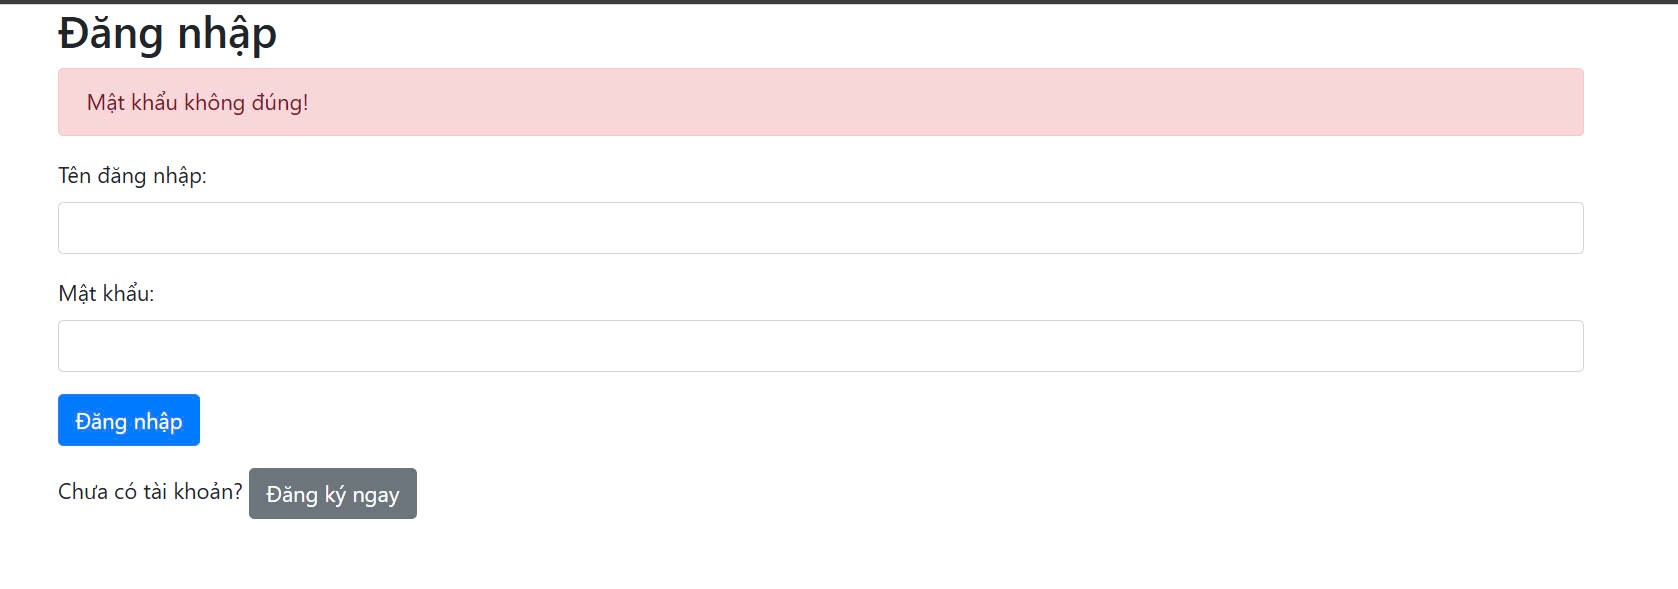 Đăng nhập
Mật khẩu không đúng!
Tên đăng nhập:
Mật khẩu:
Đăng nhập
Chưa có tài khoản? Đăng ký ngay